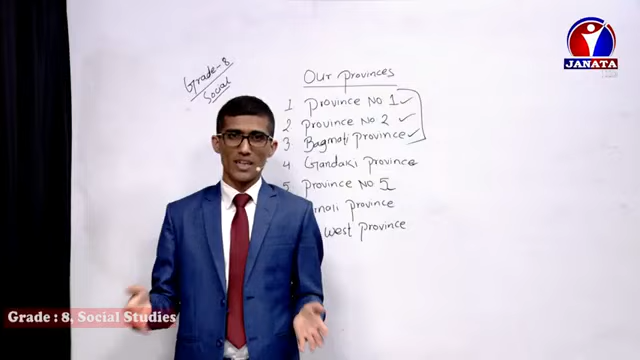 JANATA
Grade-8
Social
Our provinces
1 province No 1
2 province No 2
3 Bagmati province
4 Gandaki province
5 province No 5
rnali province
west province
Grade : 8, Social Studies